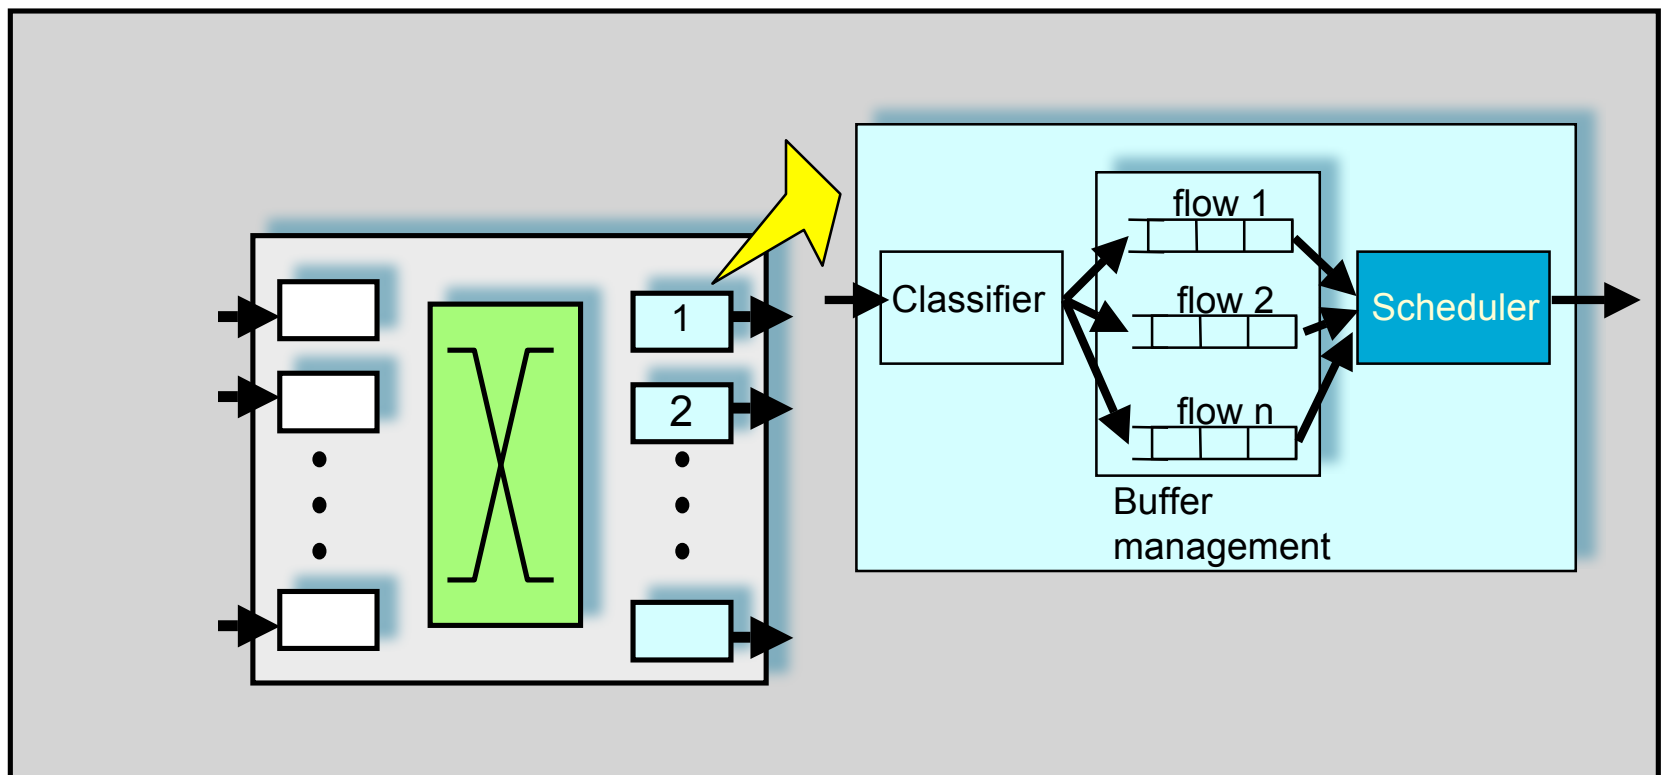 1
2
Classifier
flow 1
flow 2
flow n
Buffer
management
Scheduler